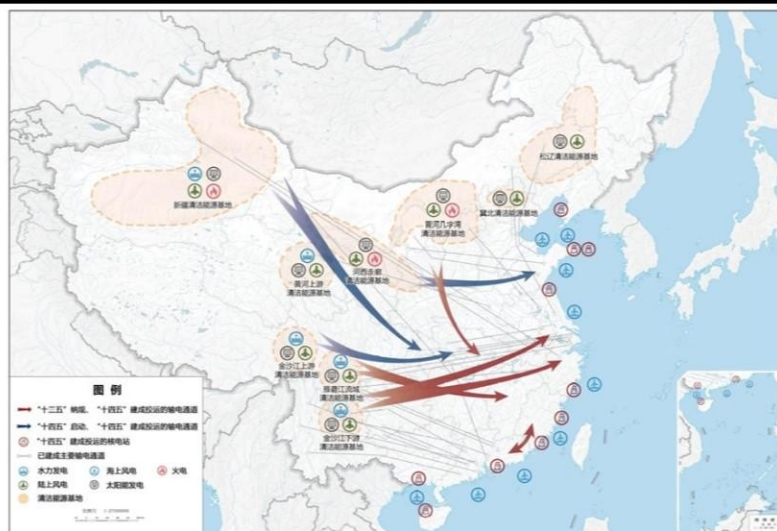 松辽清洁能源基地
新疆清洁能源基地
黄河几字湾
清洁能源基地
冀北清洁能源基地
黄河上游
清洁能源基地
河西走廊
清洁能源基地
金沙江上游
清洁能源基地
雅砻江流域
清洁能源基地
金沙江下游
清洁能源基地
图 例
“十三五”纳规、“十四五”建成投运的输电通道
“十四五”启动、“十四五”建成投运的输电通道
“十四五”建成投运的核电站
已建成主要输电通道
水力发电 海上风电 火电
陆上风电 太阳能发电
清洁能源基地